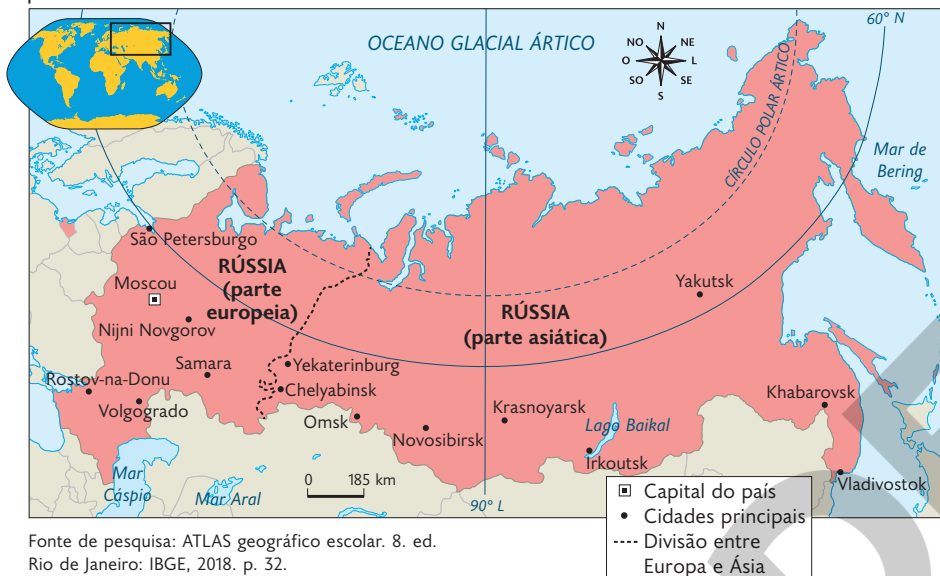 60° N
OCEANO GLACIAL ÁRTICO
N
NO NE
O L
SO SE
S
CÍRCULO POLAR ÁRTICO
Mar de
Bering
São Petersburgo
RÚSSIA
(parte
europeia)
Moscou
Nijni Novgorov
Yakutsk
RÚSSIA
(parte asiática)
Samara
Yekaterinburg
Chelyabinsk
Rostov-na-Donu
Volgogrado
Omsk
Novosibirsk
Krasnoyarsk
Lago Baikal
Irkoutsk
Khabarovsk
Vladivostok
Mar
Cáspio
Mar Aral
0 185 km
90° L
Capital do país
Cidades principais
Divisão entre
Europa e Ásia
Fonte de pesquisa: ATLAS geográfico escolar. 8. ed.
Rio de Janeiro: IBGE, 2018. p. 32.